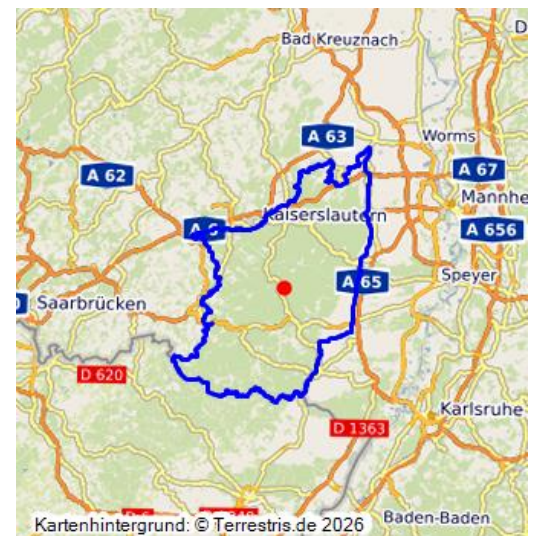 Bad Kreuznach
D
A 63
Worms
A 62
A 67
Mannhe
Kaiserslautern
A 6
A 656
Speyer
A 65
Saarbrücken
D 620
Karlsruhe
D 1363
Baden-Baden
Kartenhintergrund: © Terrestris.de 2026